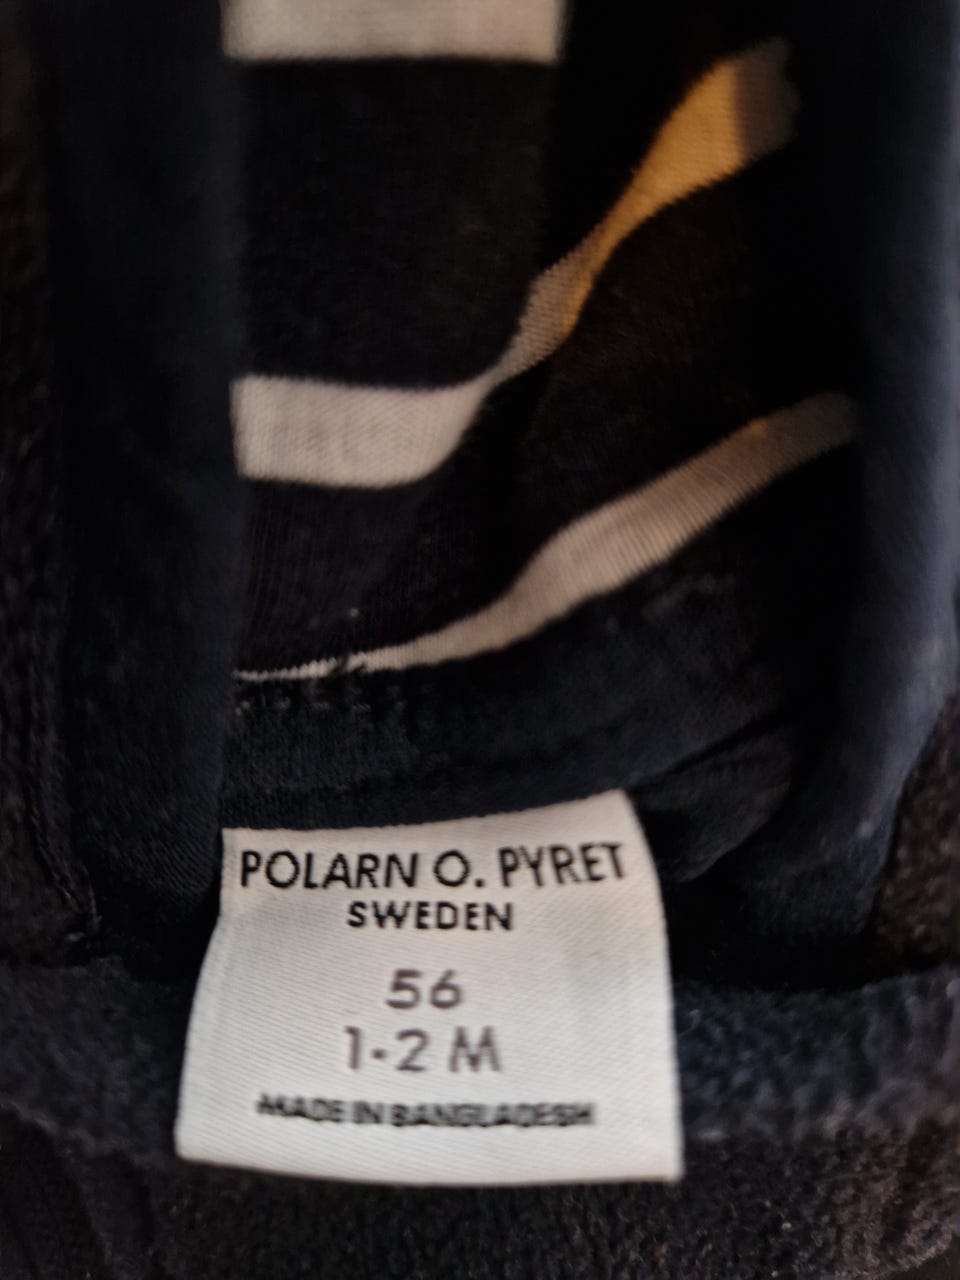 POLARN O. PYRET
SWEDEN
56
1-2 M
MADE IN BANGLADESH